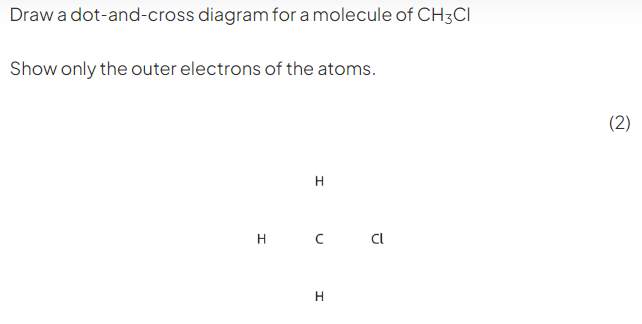 Draw a dot-and-cross diagram for a molecule of CH₃Cl
Show only the outer electrons of the atoms.
(2)
H
H C Cl
H